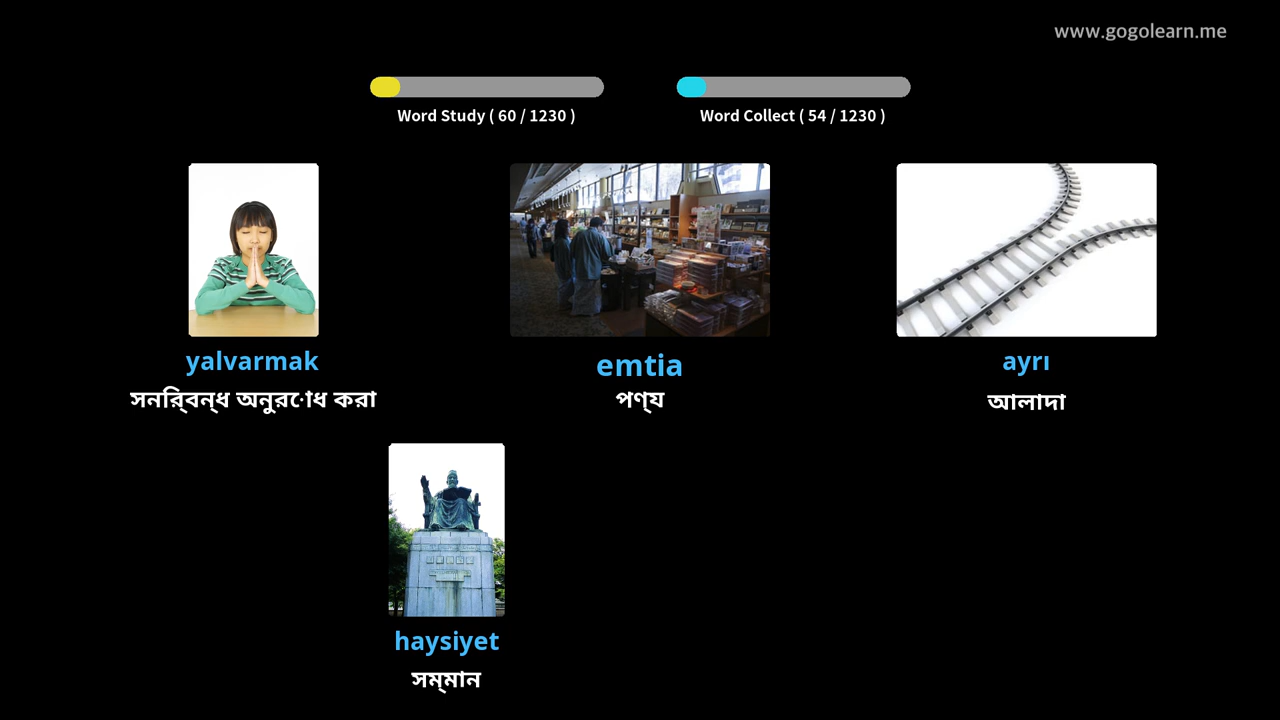 www.gogolearn.me
Word Study ( 60 / 1230 )
Word Collect ( 54 / 1230 )
yalvarmak
সনির্বন্ধ অনুরোধ করা
emtia
পণ্য
ayrı
আলাদা
haysiyet
সম্মান